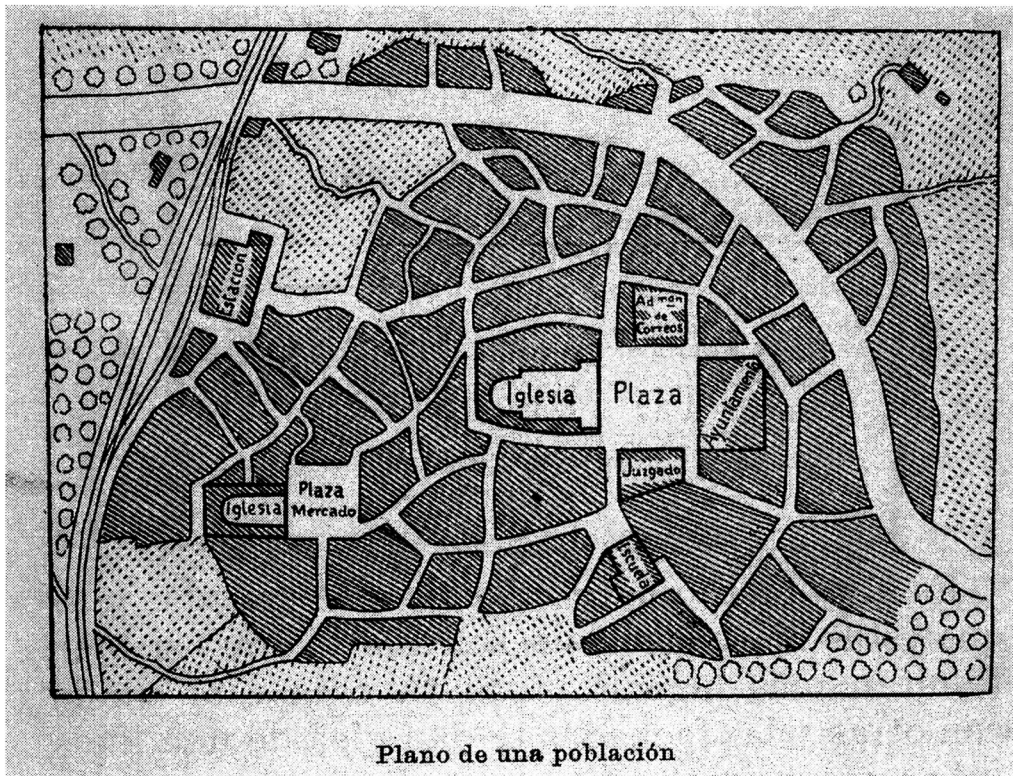 Estación
Adm.on
de
Correos
Iglesia
Plaza
Ayuntamiento
Juzgado
Plaza
Mercado
Iglesia
Escuela
Plano de una población